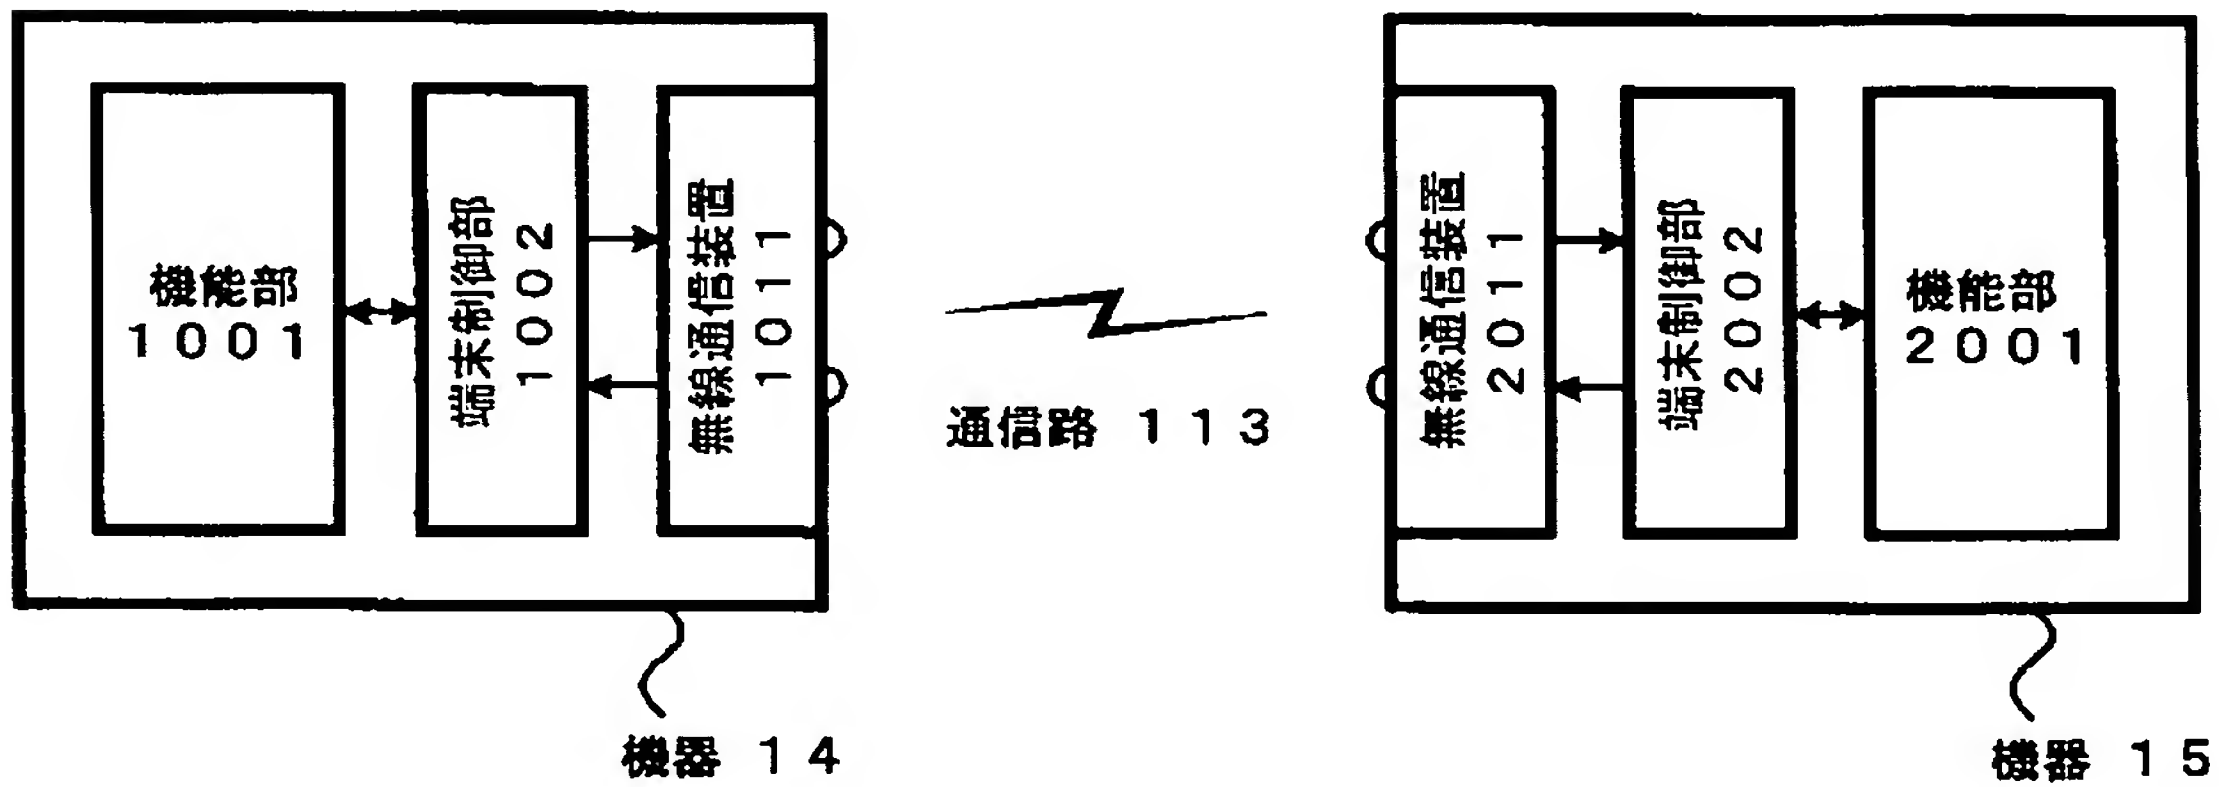 機能部
１００１
端末制御部
１００２
無線通信装置
１０１１
通信路 １１３
無線通信装置
２０１１
端末制御部
２００２
機能部
２００１
機器 １４
機器 １５